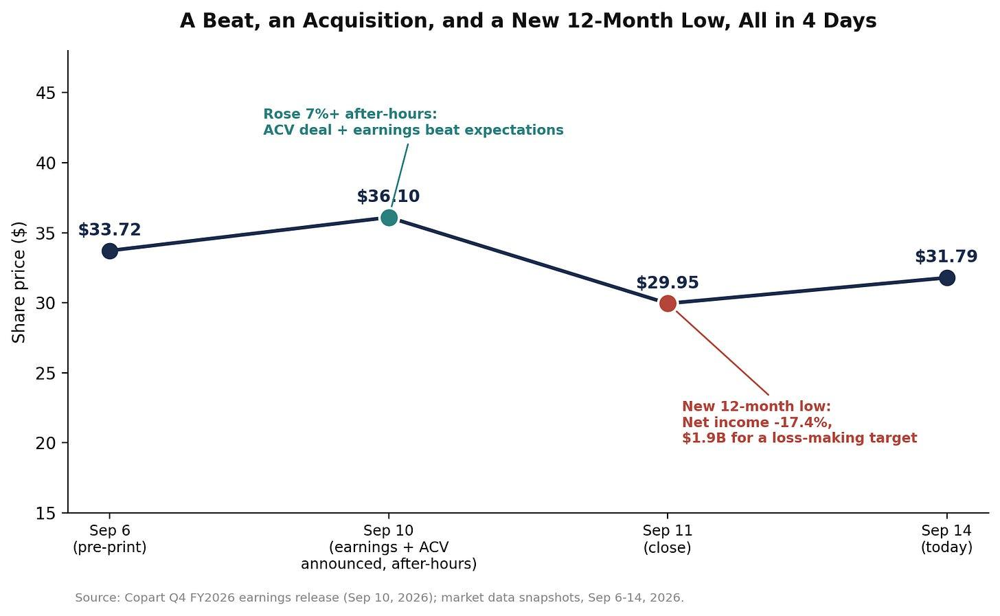 A Beat, an Acquisition, and a New 12-Month Low, All in 4 Days
Share price ($)
45
40
35
30
25
20
15
Rose 7%+ after-hours:
ACV deal + earnings beat expectations
$33.72
$36.10
$29.95
$31.79
New 12-month low:
Net income -17.4%,
$1.9B for a loss-making target
Sep 6
(pre-print)
Sep 10
(earnings + ACV
announced, after-hours)
Sep 11
(close)
Sep 14
(today)
Source: Copart Q4 FY2026 earnings release (Sep 10, 2026); market data snapshots, Sep 6-14, 2026.